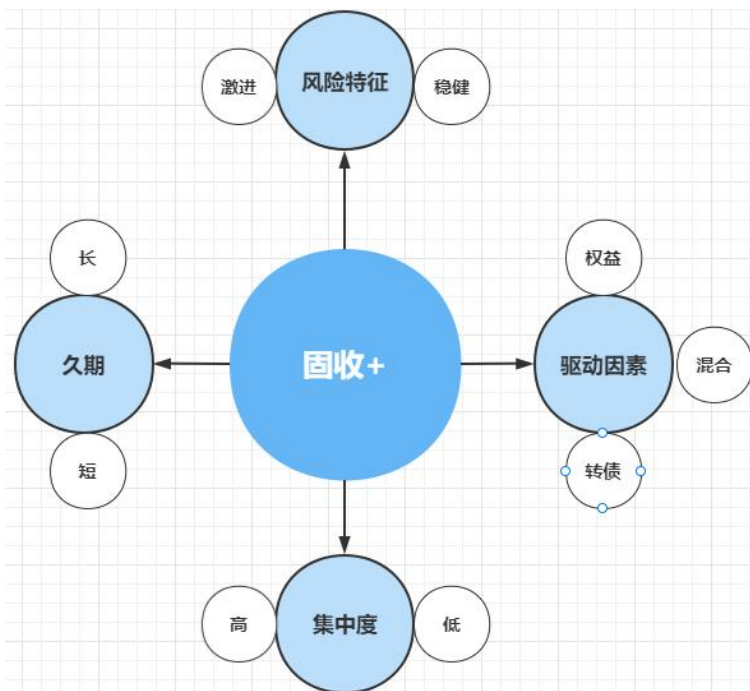 风险特征
激进
稳健
长
久期
短
固收+
权益
驱动因素
混合
转债
高
集中度
低